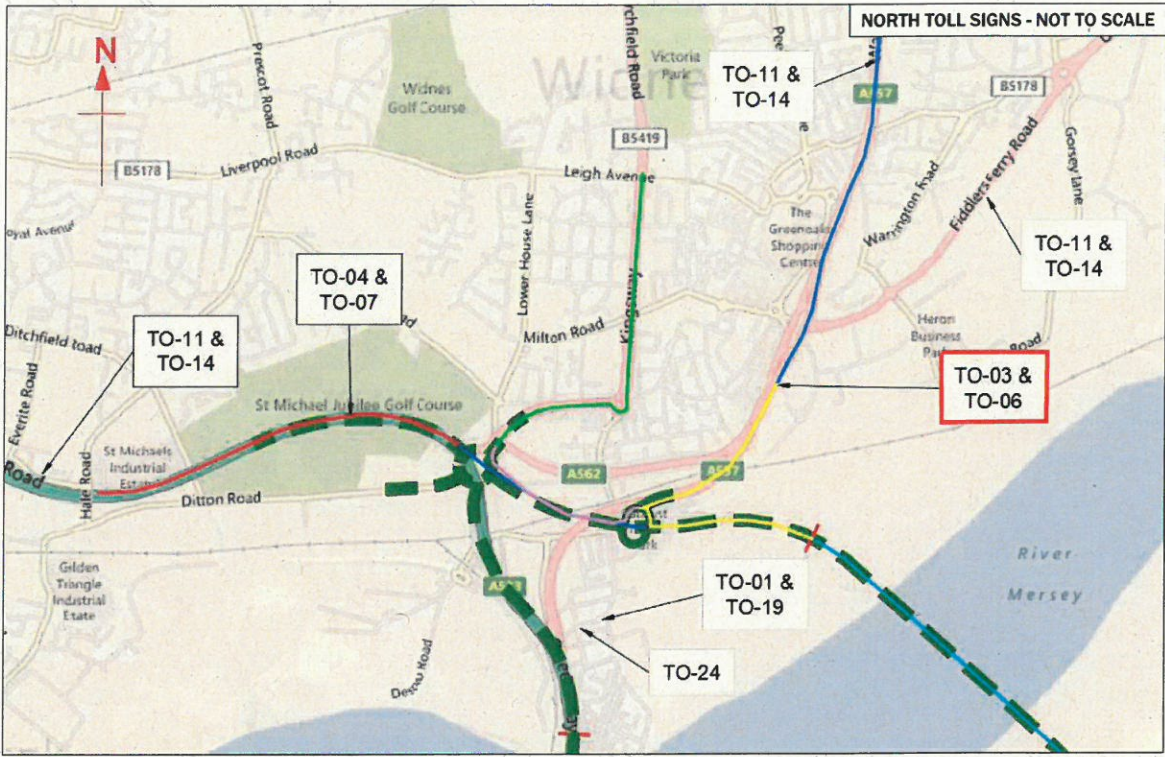 NORTH TOLL SIGNS - NOT TO SCALE
N
Prescot Road
Widnes
Golf Course
Victoria
Park
TO-11 &
TO-14
A557
B5178
B5419
B5178
Liverpool Road
Leigh Avenue
Gorsey Lane
Fiddlers Ferry Road
Warrington Road
The
Greenoaks
Shopping
Centre
TO-11 &
TO-14
Lower House Lane
Kingsway
TO-04 &
TO-07
Milton Road
Heron
Business
Park
Ditchfield Road
TO-11 &
TO-14
Everite Road
TO-03 &
TO-06
St Michael Jubilee Golf Course
St Michaels
Industrial
Estate
Road
Hale Road
Ditton Road
A562
A557
River
Mersey
Gilden
Triangle
Industrial
Estate
TO-01 &
TO-19
TO-24